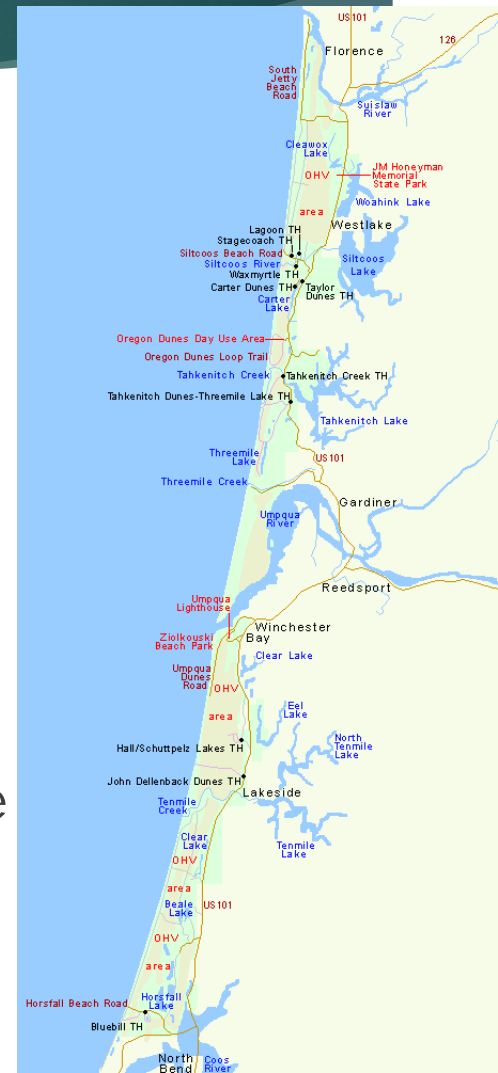 US101
126
Florence
South
Jetty
Beach
Road
Suislaw
River
Cleawox
Lake
JM Honeyman
Memorial
State Park
OHV
area
Woahink Lake
Westlake
Lagoon TH
Stagecoach TH
Siltcoos Beach Road
Siltcoos River
Siltcoos
Lake
Waxmyrtle TH
Carter Dunes TH
Taylor
Dunes TH
Carter
Lake
Oregon Dunes Day Use Area
Oregon Dunes Loop Trail
Tahkenitch Creek
Tahkenitch Creek TH
Tahkenitch Dunes-Threemile Lake TH
Tahkenitch Lake
Threemile
Lake
US101
Threemile Creek
Gardiner
Umpqua
River
Reedsport
Umpqua
Lighthouse
Winchester
Bay
Ziolkouski
Beach Park
Clear Lake
Umpqua
Dunes
Road
OHV
area
Eel
Lake
North
Tenmile
Lake
Hall/Schuttpelz Lakes TH
John Dellenback Dunes TH
Lakeside
Tenmile
Creek
Clear
Lake
Tenmile
Lake
OHV
area
Beale
Lake
US101
OHV
area
Horsfall Beach Road
Horsfall
Lake
Bluebill TH
North
Bend
Coos
River
e